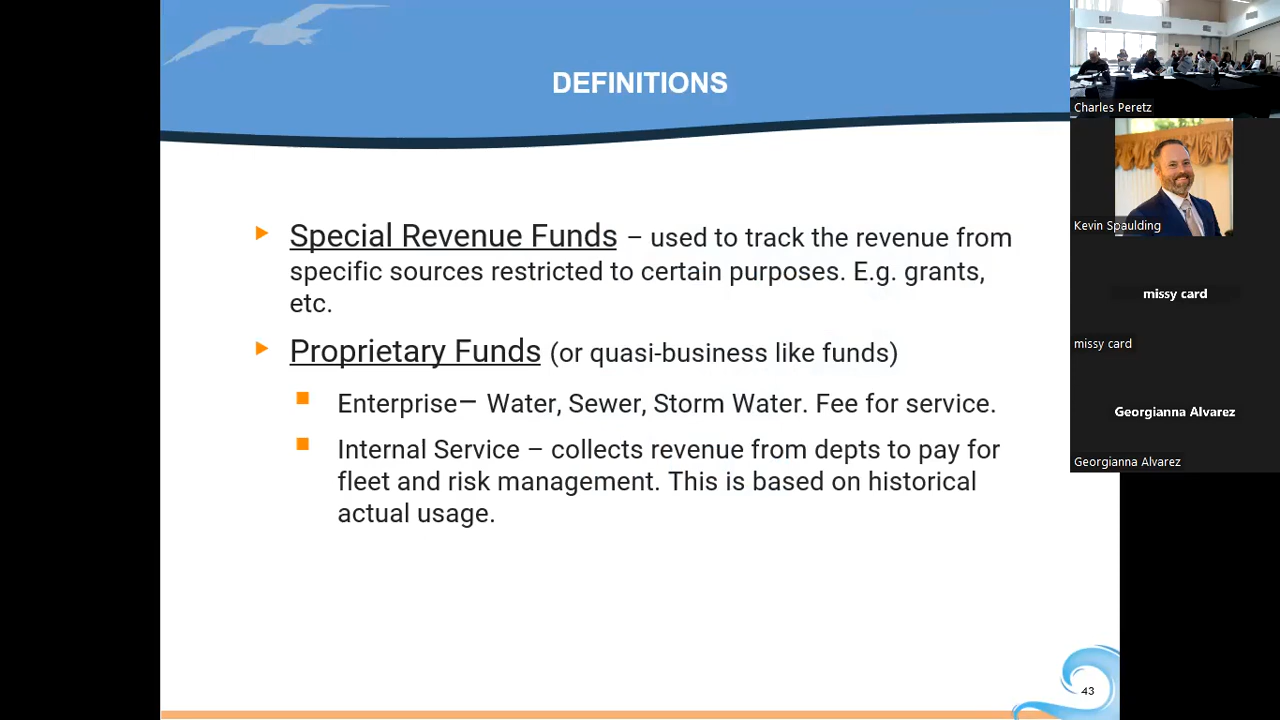 DEFINITIONS
Special Revenue Funds – used to track the revenue from
specific sources restricted to certain purposes. E.g. grants,
etc.
Proprietary Funds (or quasi-business like funds)
Enterprise— Water, Sewer, Storm Water. Fee for service.
Internal Service – collects revenue from depts to pay for
fleet and risk management. This is based on historical
actual usage.
43
Charles Peretz
Kevin Spaulding
missy card
missy card
Georgianna Alvarez
Georgianna Alvarez